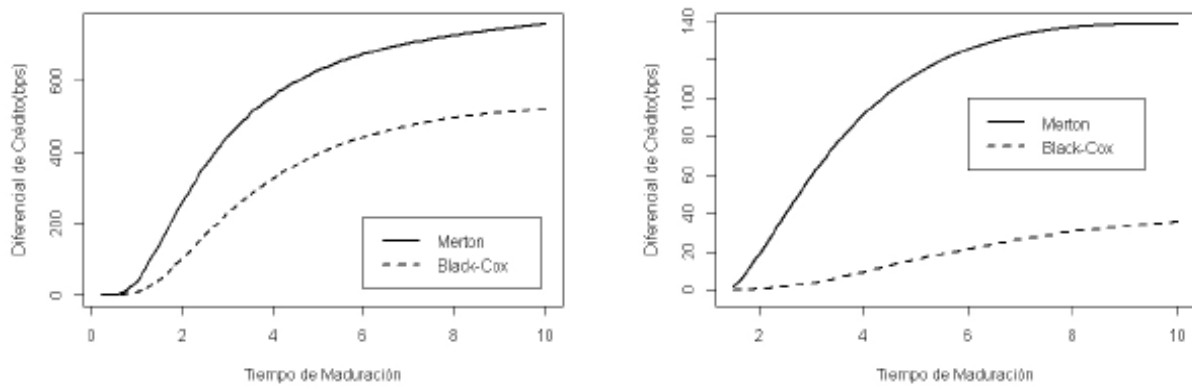 Diferencial de Crédito(bps)
600
400
200
0
Merton
Black-Cox
0 2 4 6 8 10
Tiempo de Maduración
Diferencial de Crédito(bps)
140
120
100
80
60
40
20
0
Merton
Black-Cox
2 4 6 8 10
Tiempo de Maduración